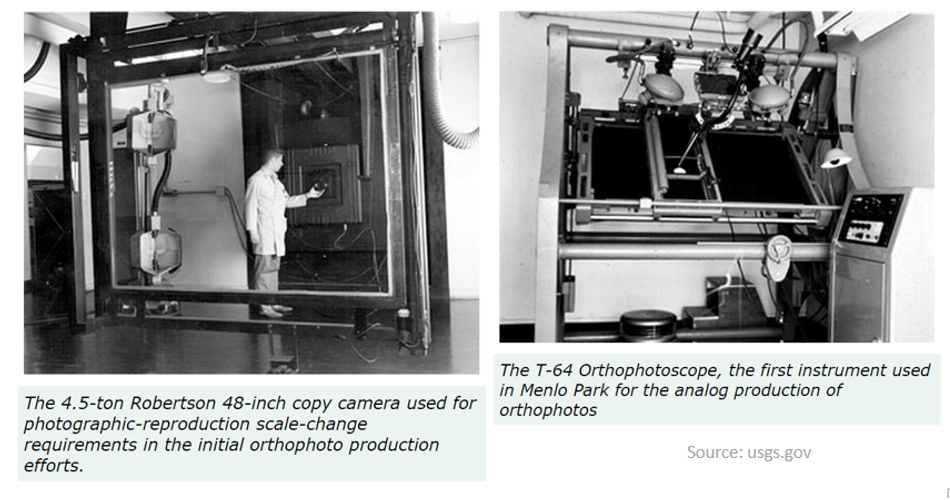 The 4.5-ton Robertson 48-inch copy camera used for
photographic-reproduction scale-change
requirements in the initial orthophoto production
efforts.
The T-64 Orthophotoscope, the first instrument used
in Menlo Park for the analog production of
orthophotos
Source: usgs.gov